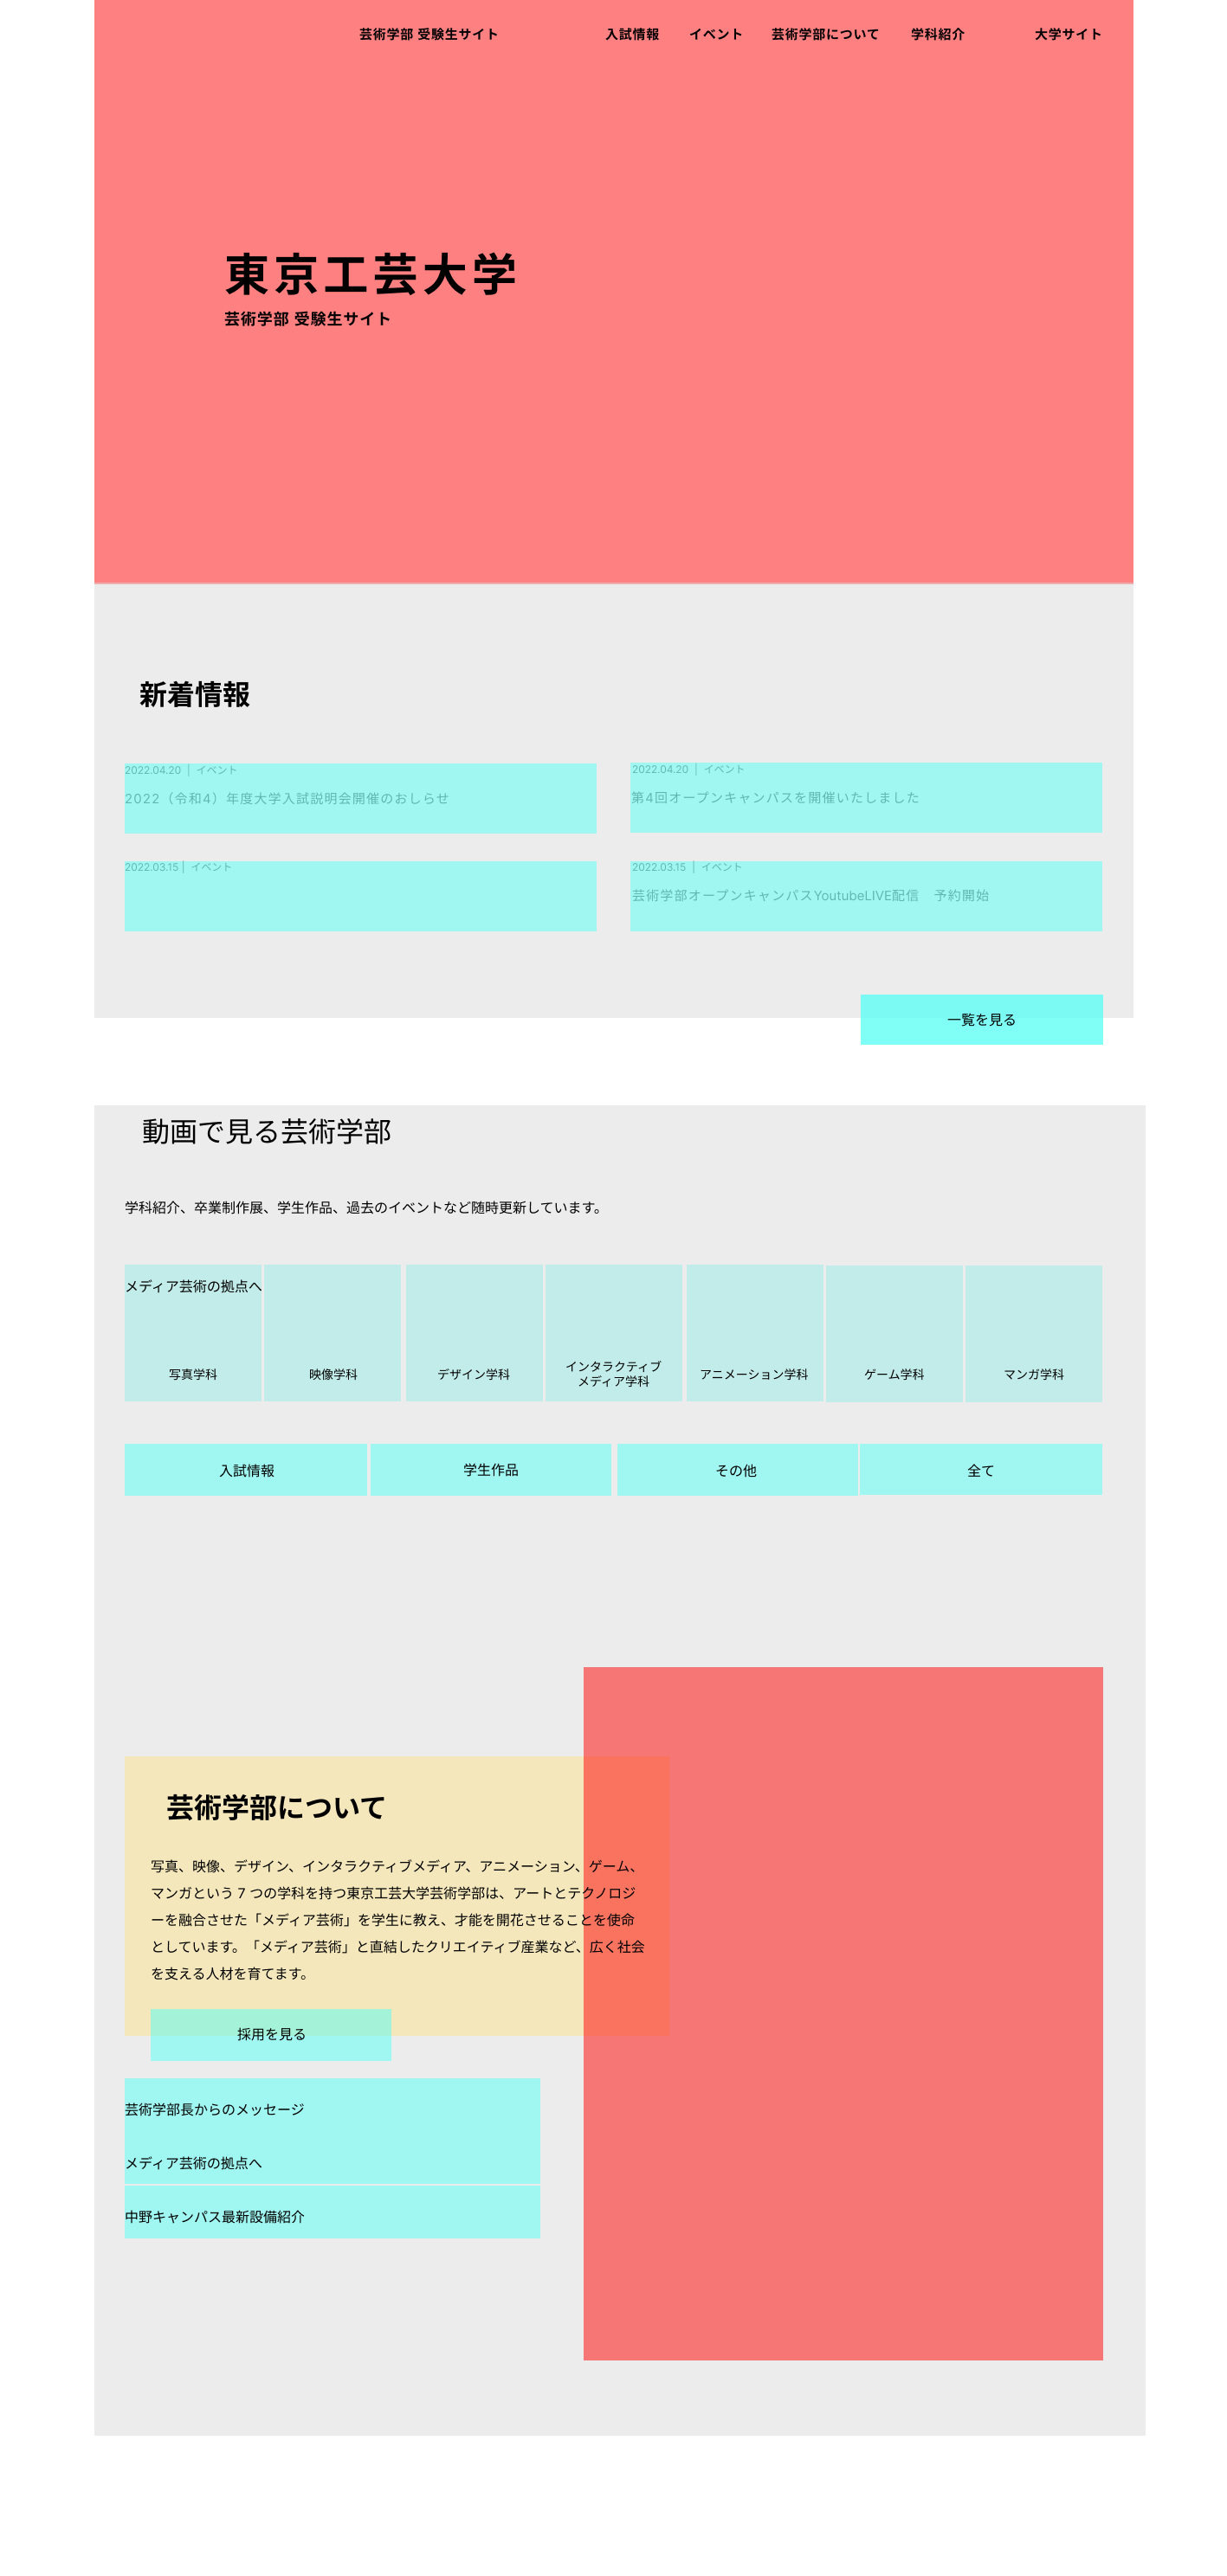 芸術学部 受験生サイト
入試情報
イベント
芸術学部について
学科紹介
大学サイト
東京工芸大学
芸術学部 受験生サイト
新着情報
2022.04.20 │ イベント
2022（令和4）年度大学入試説明会開催のおしらせ
2022.04.20 │ イベント
第4回オープンキャンパスを開催いたしました
2022.03.15 │ イベント
2022.03.15 │ イベント
芸術学部オープンキャンパスYoutubeLIVE配信　予約開始
一覧を見る
動画で見る芸術学部
学科紹介、卒業制作展、学生作品、過去のイベントなど随時更新しています。
メディア芸術の拠点へ
写真学科
映像学科
デザイン学科
インタラクティブ
メディア学科
アニメーション学科
ゲーム学科
マンガ学科
入試情報
学生作品
その他
全て
芸術学部について
写真、映像、デザイン、インタラクティブメディア、アニメーション、ゲーム、
マンガという 7 つの学科を持つ東京工芸大学芸術学部は、アートとテクノロジ
ーを融合させた「メディア芸術」を学生に教え、才能を開花させることを使命
としています。「メディア芸術」と直結したクリエイティブ産業など、広く社会
を支える人材を育てます。
採用を見る
芸術学部長からのメッセージ
メディア芸術の拠点へ
中野キャンパス最新設備紹介